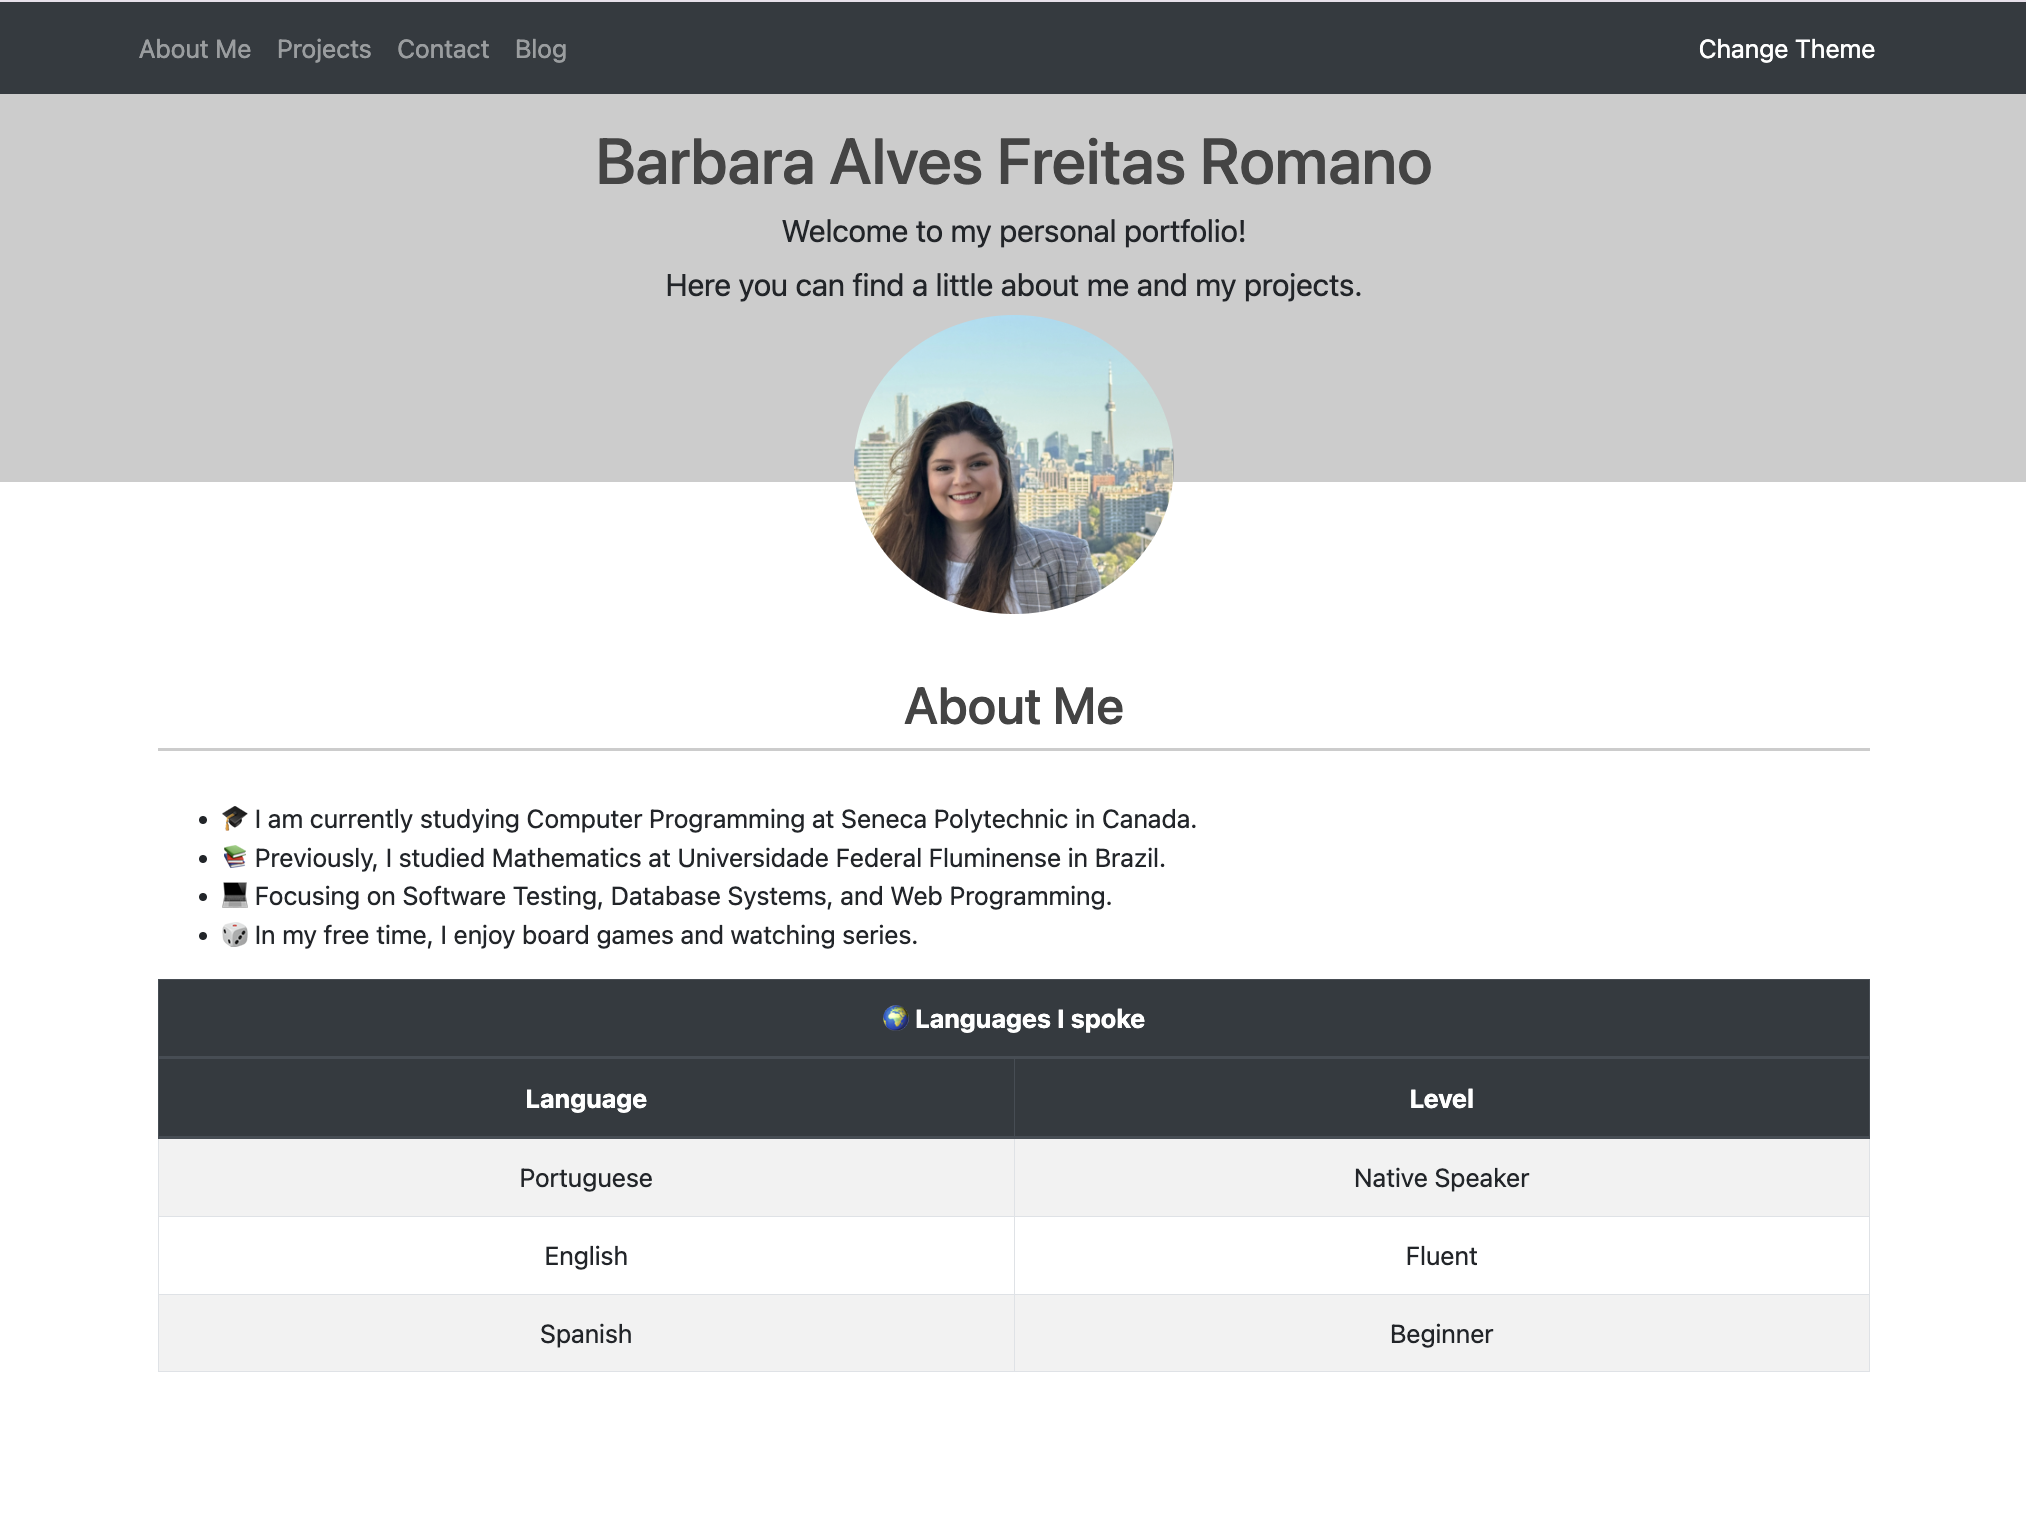 About Me Projects Contact Blog Change Theme
Barbara Alves Freitas Romano
Welcome to my personal portfolio!
Here you can find a little about me and my projects.
About Me
• 🎓 I am currently studying Computer Programming at Seneca Polytechnic in Canada.
• 📚 Previously, I studied Mathematics at Universidade Federal Fluminense in Brazil.
• 💻 Focusing on Software Testing, Database Systems, and Web Programming.
• 🎲 In my free time, I enjoy board games and watching series.
🌍 Languages I spoke
Language Level
Portuguese Native Speaker
English Fluent
Spanish Beginner